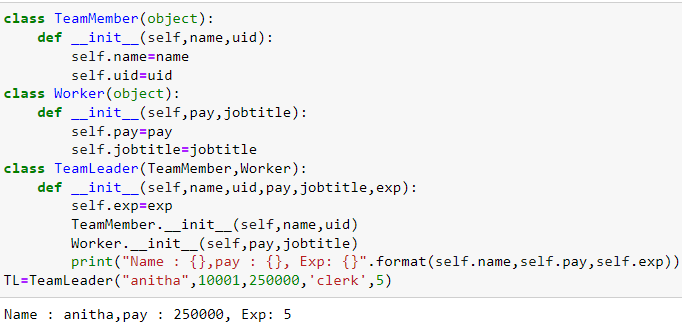 class TeamMember(object):
    def __init__(self,name,uid):
        self.name=name
        self.uid=uid
class Worker(object):
    def __init__(self,pay,jobtitle):
        self.pay=pay
        self.jobtitle=jobtitle
class TeamLeader(TeamMember,Worker):
    def __init__(self,name,uid,pay,jobtitle,exp):
        self.exp=exp
        TeamMember.__init__(self,name,uid)
        Worker.__init__(self,pay,jobtitle)
        print("Name : {},pay : {}, Exp: {}".format(self.name,self.pay,self.exp))
TL=TeamLeader("anitha",10001,250000,'clerk',5)
Name : anitha,pay : 250000, Exp: 5